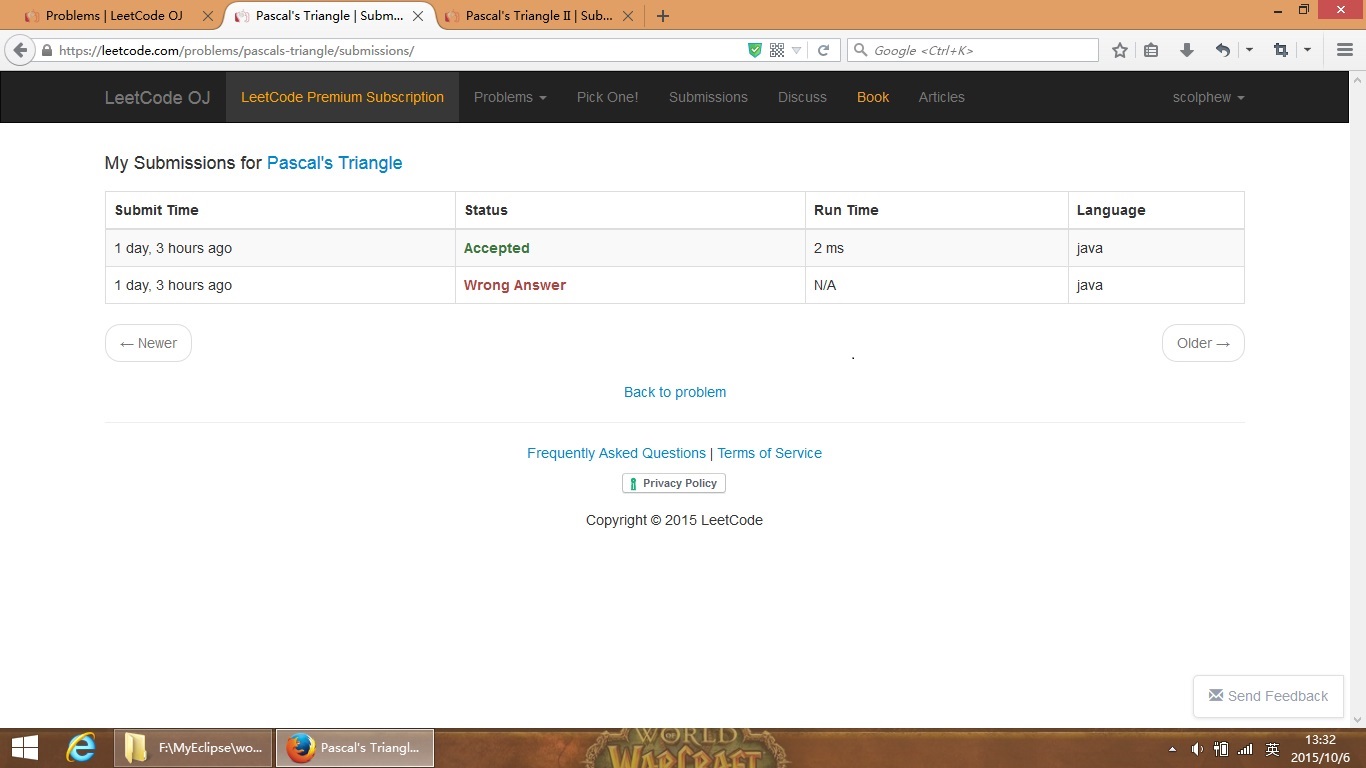 Problems | LeetCode OJ
Pascal's Triangle | Subm...
Pascal's Triangle II | Sub...
https://leetcode.com/problems/pascals-triangle/submissions/
Google <Ctrl+K>
LeetCode OJ
LeetCode Premium Subscription
Problems
Pick One!
Submissions
Discuss
Book
Articles
scolphew
My Submissions for Pascal's Triangle
Submit Time Status Run Time Language
1 day, 3 hours ago Accepted 2 ms java
1 day, 3 hours ago Wrong Answer N/A java
← Newer
Older →
.
Back to problem
Frequently Asked Questions | Terms of Service
Privacy Policy
Copyright © 2015 LeetCode
Send Feedback
F:\MyEclipse\wo...
Pascal's Triangl...
WORLD
OF
WARCRAFT
英
13:32
2015/10/6